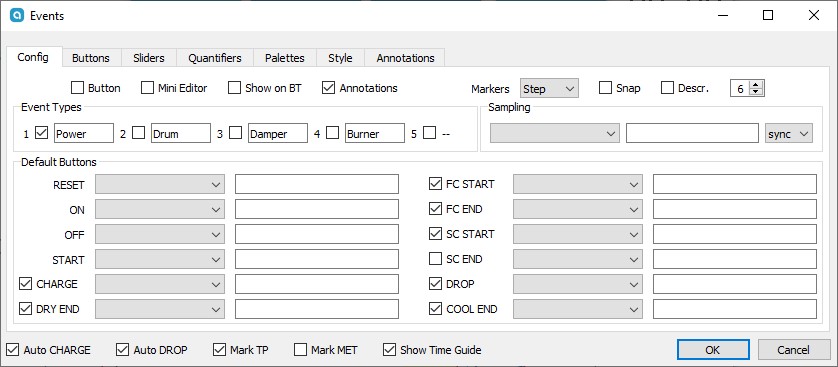 Events
Config Buttons Sliders Quantifiers Palettes Style Annotations
Button Mini Editor Show on BT Annotations Markers Step Snap Descr. 6
Event Types Sampling
1 Power 2 Drum 3 Damper 4 Burner 5 -- sync
Default Buttons
RESET FC START
ON FC END
OFF SC START
START SC END
CHARGE DROP
DRY END COOL END
Auto CHARGE Auto DROP Mark TP Mark MET Show Time Guide OK Cancel